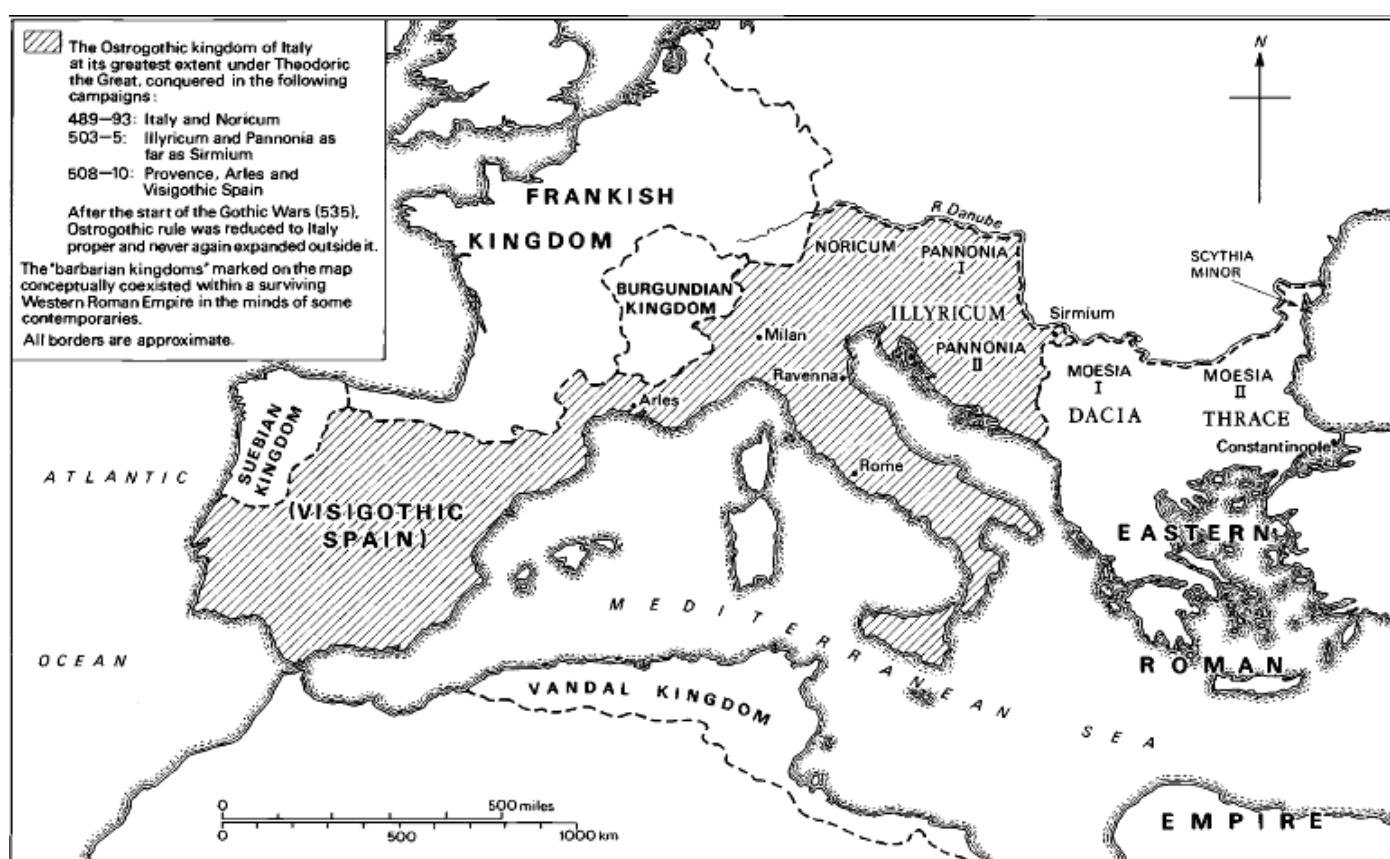 The Ostrogothic kingdom of Italy
at its greatest extent under Theodoric
the Great, conquered in the following
campaigns:
489–93: Italy and Noricum
503–5: Illyricum and Pannonia as
far as Sirmium
508–10: Provence, Arles and
Visigothic Spain
After the start of the Gothic Wars (535),
Ostrogothic rule was reduced to Italy
proper and never again expanded outside it.
The "barbarian kingdoms" marked on the map
conceptually coexisted within a surviving
Western Roman Empire in the minds of some
contemporaries.
All borders are approximate.
N
FRANKISH
KINGDOM
R Danube
NORICUM
PANNONIA
I
SCYTHIA
MINOR
BURGUNDIAN
KINGDOM
ILLYRICUM
Sirmium
Milan
PANNONIA
II
MOESIA
I
MOESIA
II
Ravenna
DACIA
THRACE
Arles
Constantinople
SUEBIAN
KINGDOM
ATLANTIC
Rome
(VISIGOTHIC
SPAIN)
EASTERN
MEDITERRANEAN SEA
OCEAN
ROMAN
VANDAL KINGDOM
0 500 miles
0 500 1000 km
EMPIRE